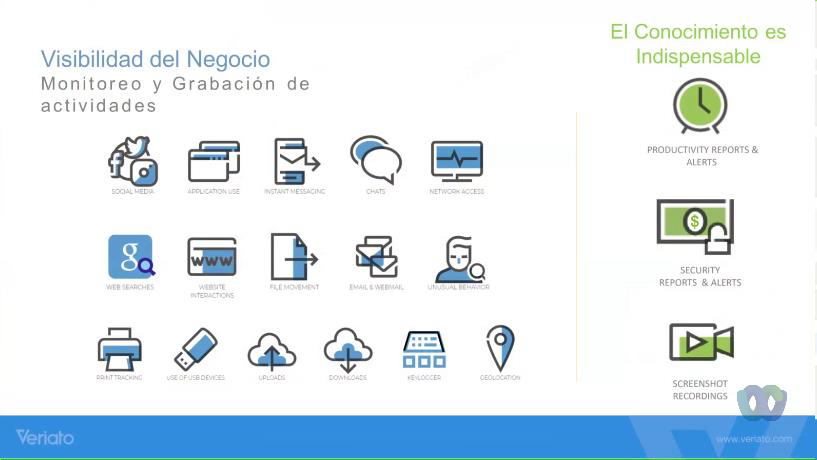 Visibilidad del Negocio
Monitoreo y Grabación de
actividades
SOCIAL MEDIA
APPLICATION USE
INSTANT MESSAGING
CHATS
NETWORK ACCESS
g
WEB SEARCHES
www
WEBSITE
INTERACTIONS
FILE MOVEMENT
EMAIL & WEBMAIL
UNUSUAL BEHAVIOR
PRINT TRACKING
USE OF USB DEVICES
UPLOADS
DOWNLOADS
KEYLOGGER
GEOLOCATION
El Conocimiento es
Indispensable
PRODUCTIVITY REPORTS &
ALERTS
$
SECURITY
REPORTS & ALERTS
SCREENSHOT
RECORDINGS
Veriato
www.veriato.com